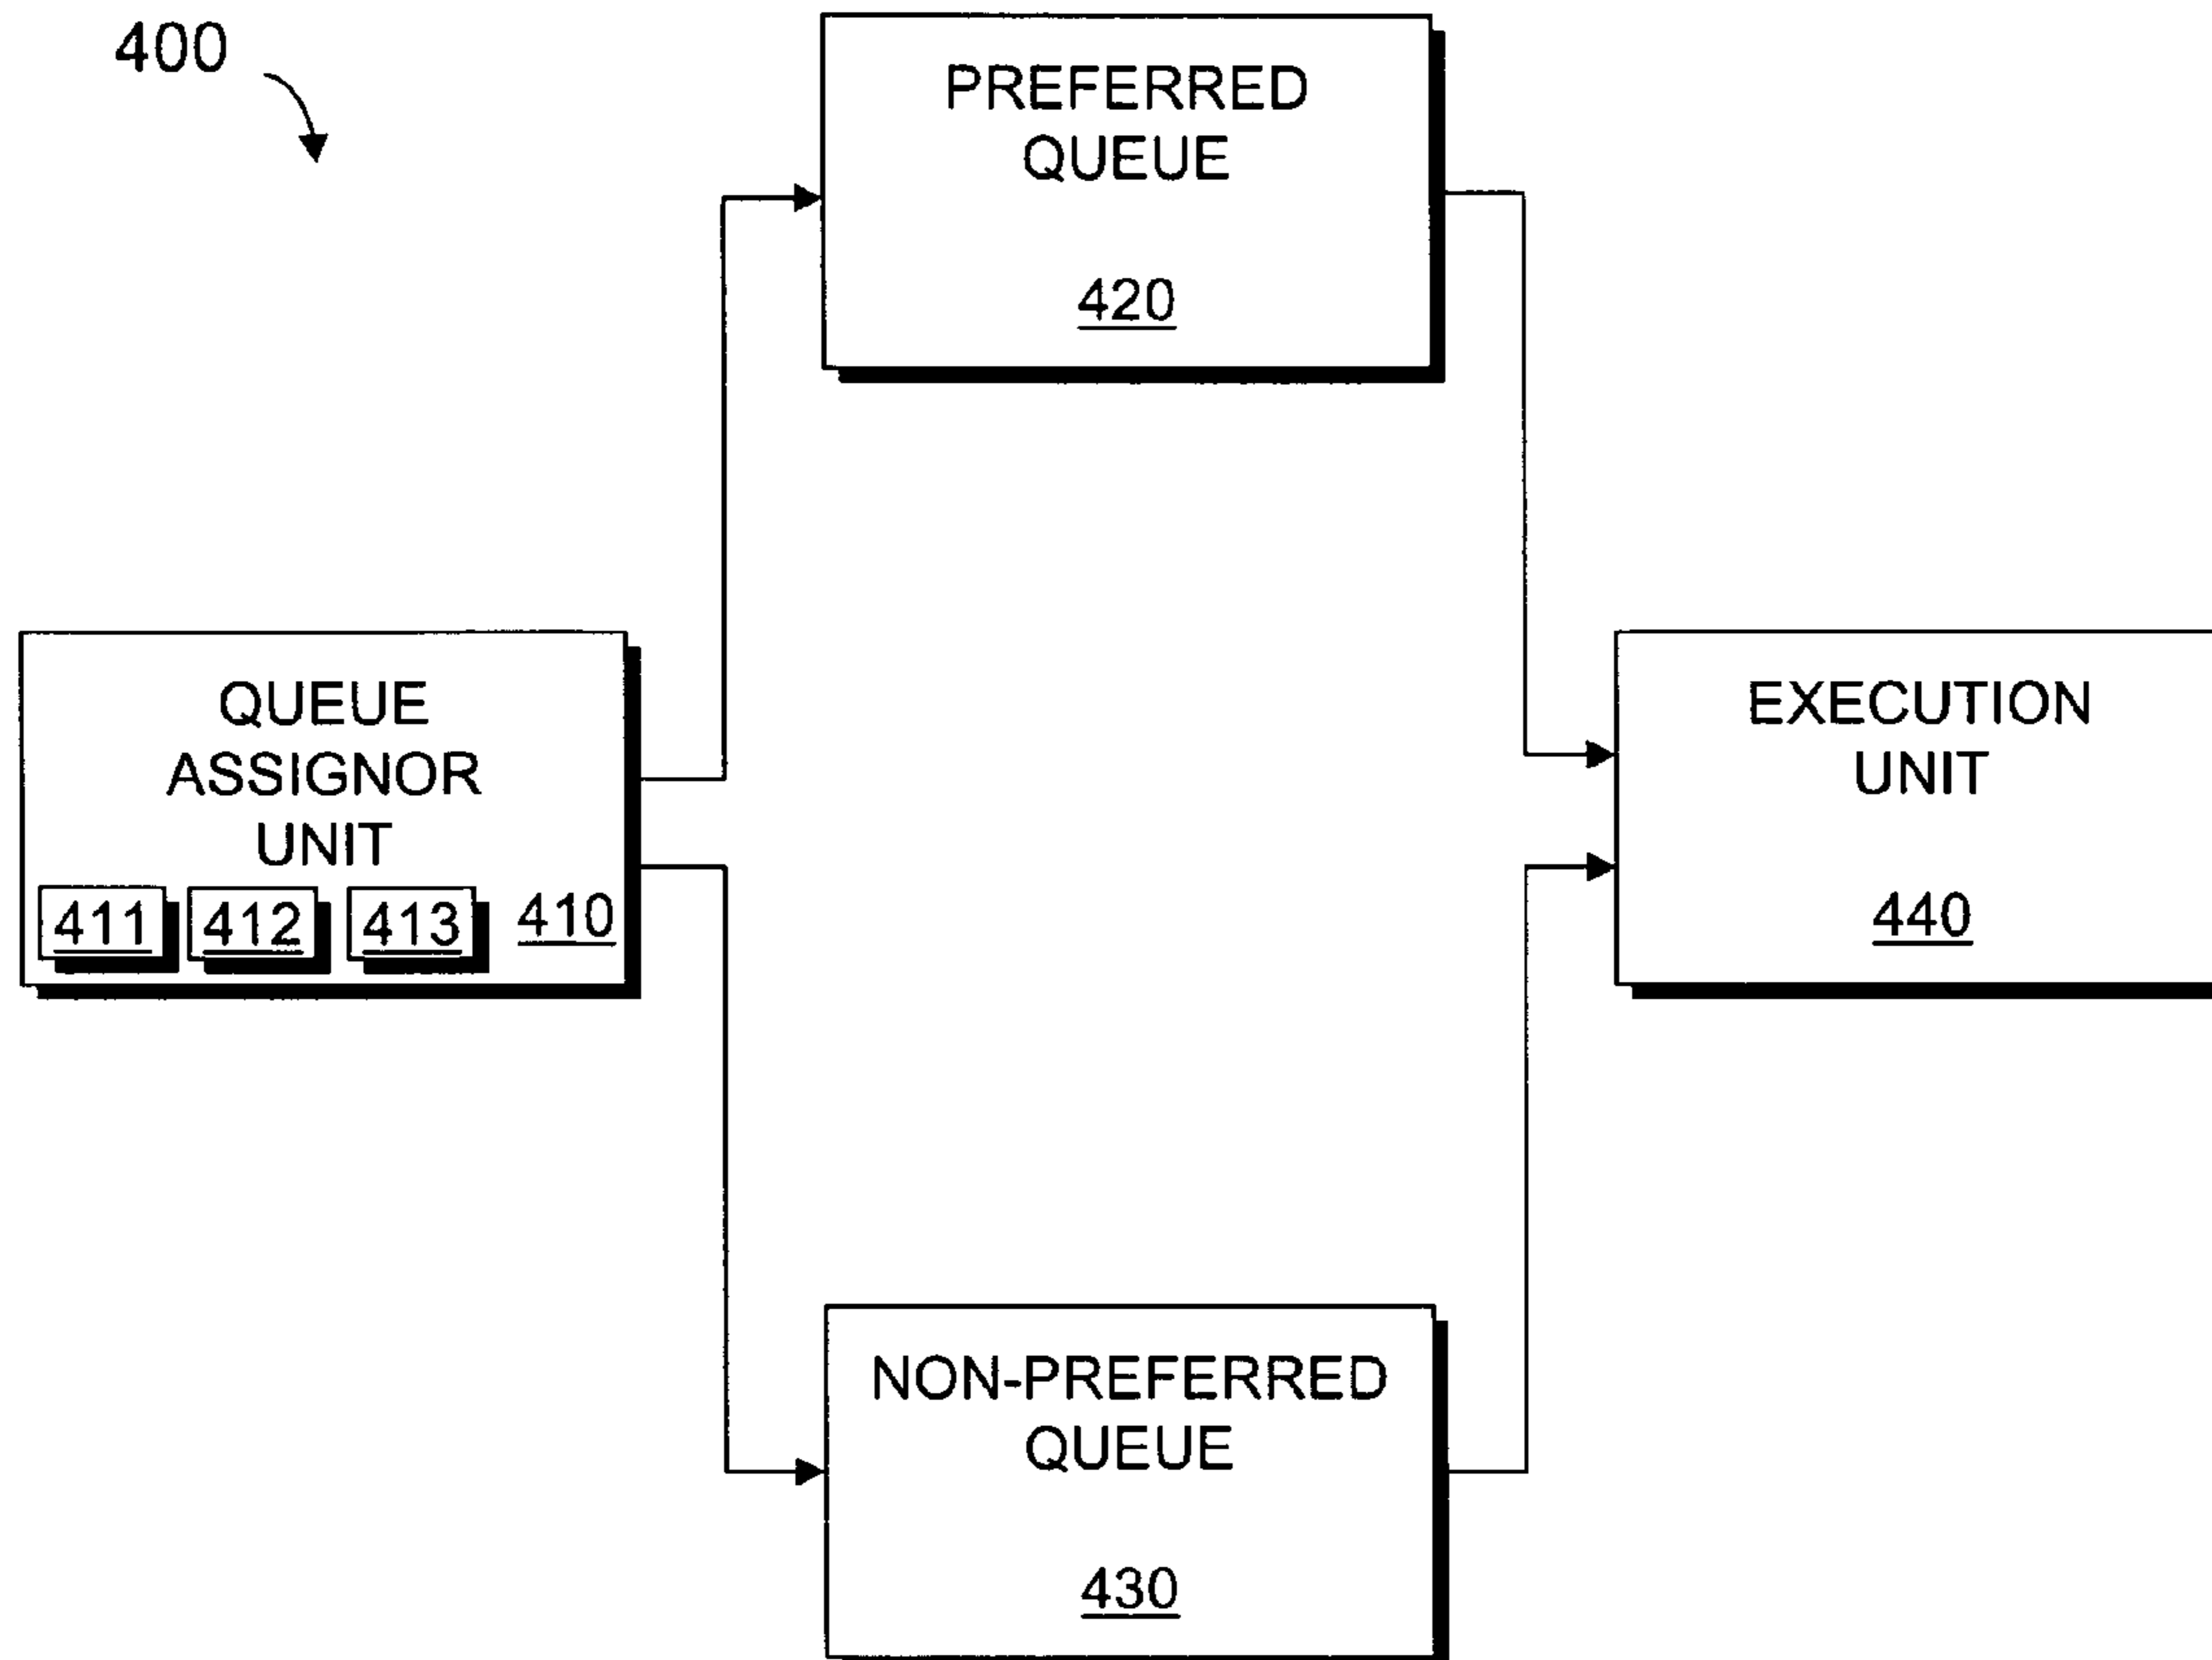 400
PREFERRED
QUEUE
420
QUEUE
ASSIGNOR
UNIT
411 412 413 410
EXECUTION
UNIT
440
NON-PREFERRED
QUEUE
430